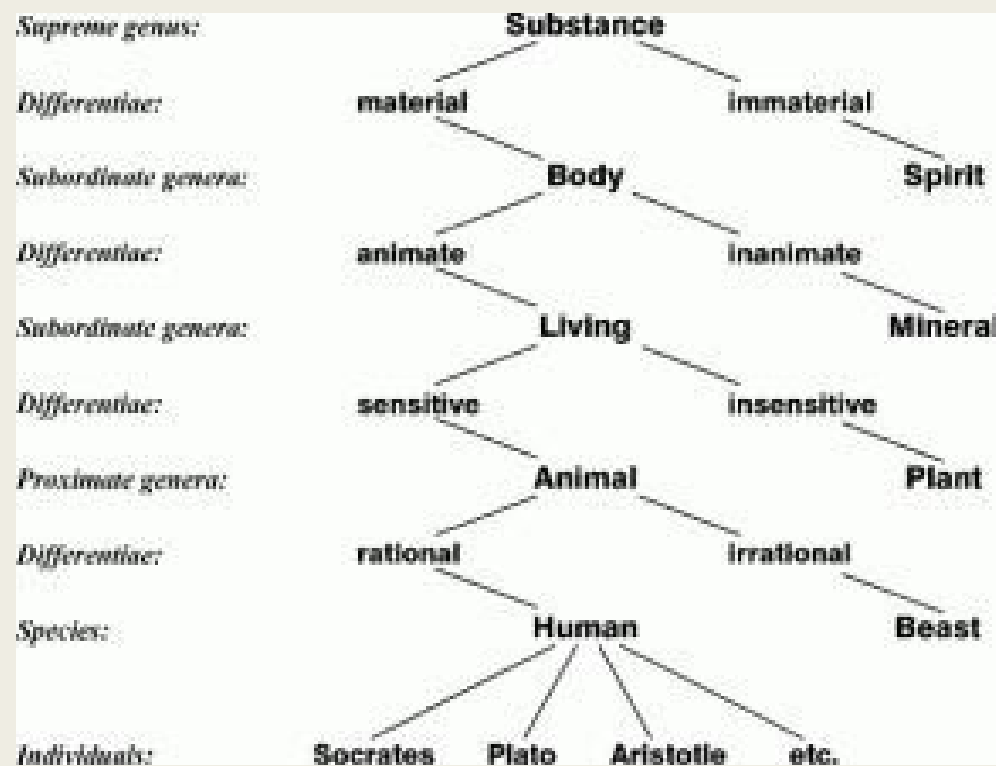 Supreme genus: Substance
Differentiae: material immaterial
Subordinate genera: Body Spirit
Differentiae: animate inanimate
Subordinate genera: Living Mineral
Differentiae: sensitive insensitive
Proximate genera: Animal Plant
Differentiae: rational irrational
Species: Human Beast
Individuals: Socrates Plato Aristotle etc.